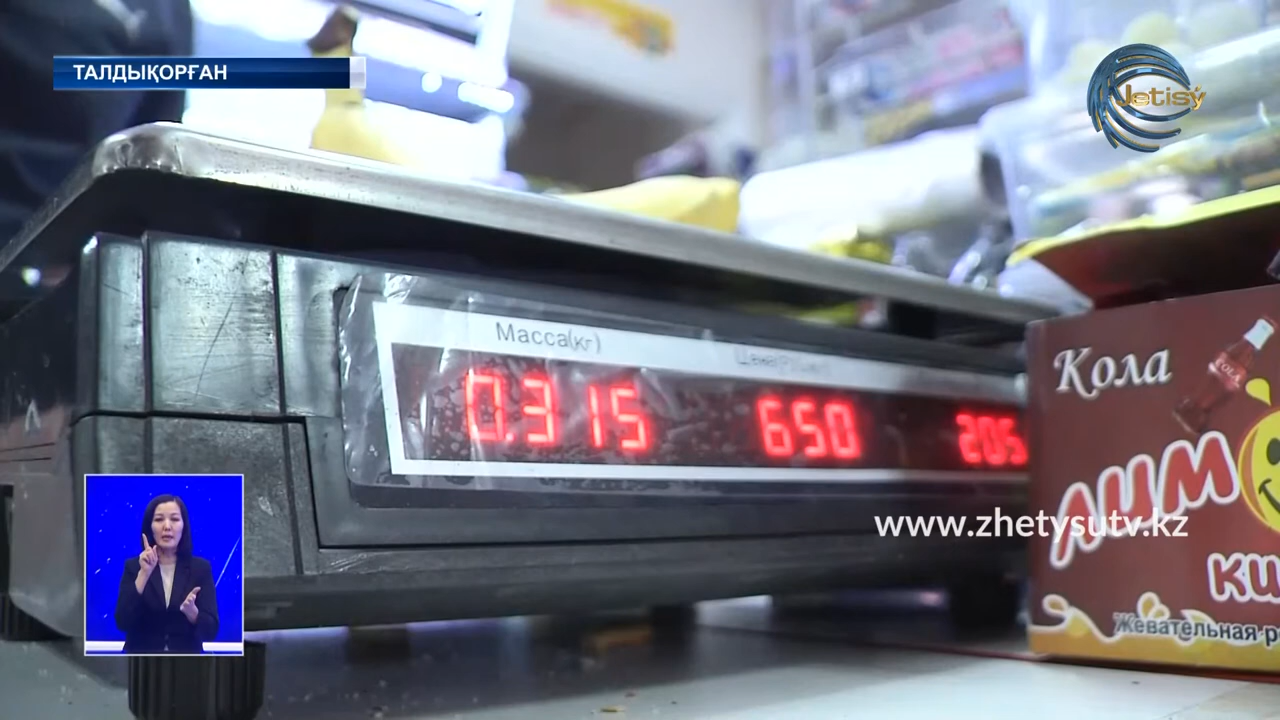 ТАЛДЫҚОРҒАН
Jetisý
Масса(кг)
0.315
650
205
Кола
ЛИМ
КИ
Жевательная р
www.zhetysutv.kz